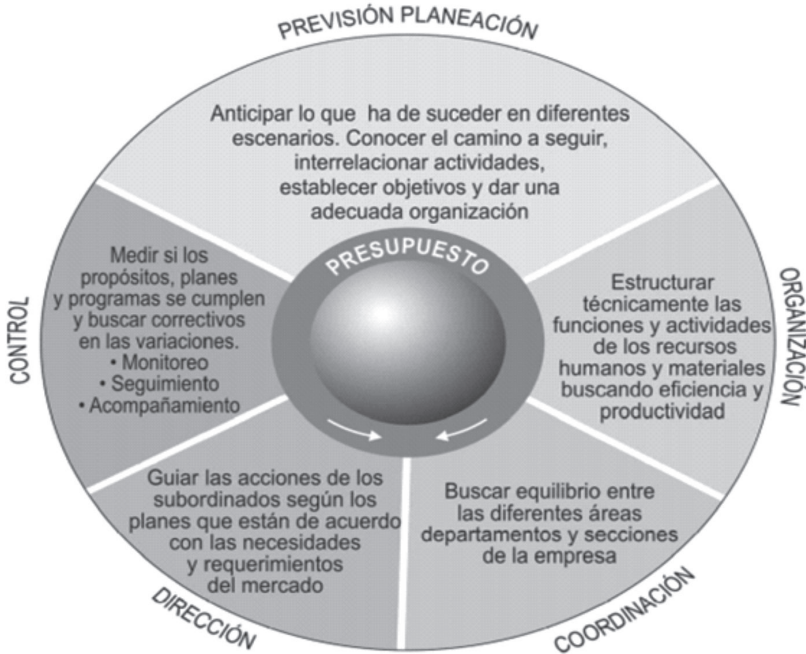 PREVISIÓN PLANEACIÓN
Anticipar lo que ha de suceder en diferentes
escenarios. Conocer el camino a seguir,
interrelacionar actividades,
establecer objetivos y dar una
adecuada organización
PRESUPUESTO
ORGANIZACIÓN
Estructurar
técnicamente las
funciones y actividades
de los recursos
humanos y materiales
buscando eficiencia y
productividad
COORDINACIÓN
Buscar equilibrio entre
las diferentes áreas
departamentos y secciones
de la empresa
DIRECCIÓN
Guiar las acciones de los
subordinados según los
planes que están de acuerdo
con las necesidades
y requerimientos
del mercado
CONTROL
Medir si los
propósitos, planes
y programas se cumplen
y buscar correctivos
en las variaciones.
• Monitoreo
• Seguimiento
• Acompañamiento